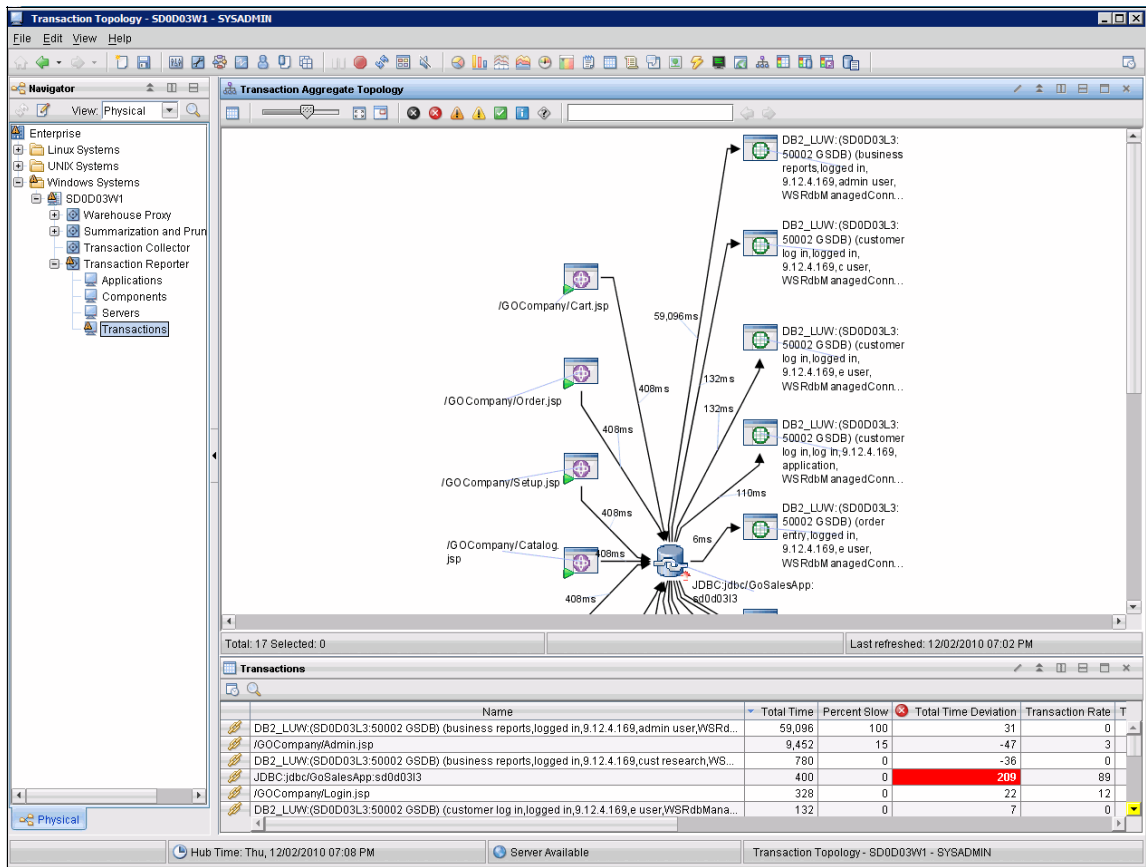 Transaction Topology - SD0D03W1 - SYSADMIN
File Edit View Help
Navigator
View: Physical
Enterprise
Linux Systems
UNIX Systems
Windows Systems
SD0D03W1
Warehouse Proxy
Summarization and Prun
Transaction Collector
Transaction Reporter
Applications
Components
Servers
Transactions
Physical
Transaction Aggregate Topology
DB2_LUW:(SD0D03L3:
50002 GSDB) (business
reports,logged in,
9.12.4.169,admin user,
WSRdbManagedConn...
DB2_LUW:(SD0D03L3:
50002 GSDB) (customer
log in,logged in,
9.12.4.169,c user,
WSRdbManagedConn...
/GOCompany/Cart.jsp
59,096ms
DB2_LUW:(SD0D03L3:
50002 GSDB) (customer
log in,logged in,
9.12.4.169,e user,
WSRdbManagedConn...
/GOCompany/Order.jsp
408ms
132ms
132ms
408ms
DB2_LUW:(SD0D03L3:
50002 GSDB) (customer
log in,log in,9.12.4.169,
application,
WSRdbManagedConn...
/GOCompany/Setup.jsp
408ms
110ms
DB2_LUW:(SD0D03L3:
50002 GSDB) (order
entry,logged in,
9.12.4.169,e user,
WSRdbManagedConn...
/GOCompany/Catalog.
jsp
408ms
6ms
JDBC:jdbc/GoSalesApp:
sd0d03l3
408ms
Total: 17 Selected: 0
Last refreshed: 12/02/2010 07:02 PM
Transactions
Name Total Time Percent Slow Total Time Deviation Transaction Rate T
DB2_LUW:(SD0D03L3:50002 GSDB) (business reports,logged in,9.12.4.169,admin user,WSRd... 59,096 100 31 0
/GOCompany/Admin.jsp 9,452 15 -47 3
DB2_LUW:(SD0D03L3:50002 GSDB) (business reports,logged in,9.12.4.169,cust research,WS... 780 0 -36 0
JDBC:jdbc/GoSalesApp:sd0d03l3 400 0 209 89
/GOCompany/Login.jsp 328 0 22 12
DB2_LUW:(SD0D03L3:50002 GSDB) (customer log in,logged in,9.12.4.169,e user,WSRdbMana... 132 0 7 0
Hub Time: Thu, 12/02/2010 07:08 PM
Server Available
Transaction Topology - SD0D03W1 - SYSADMIN